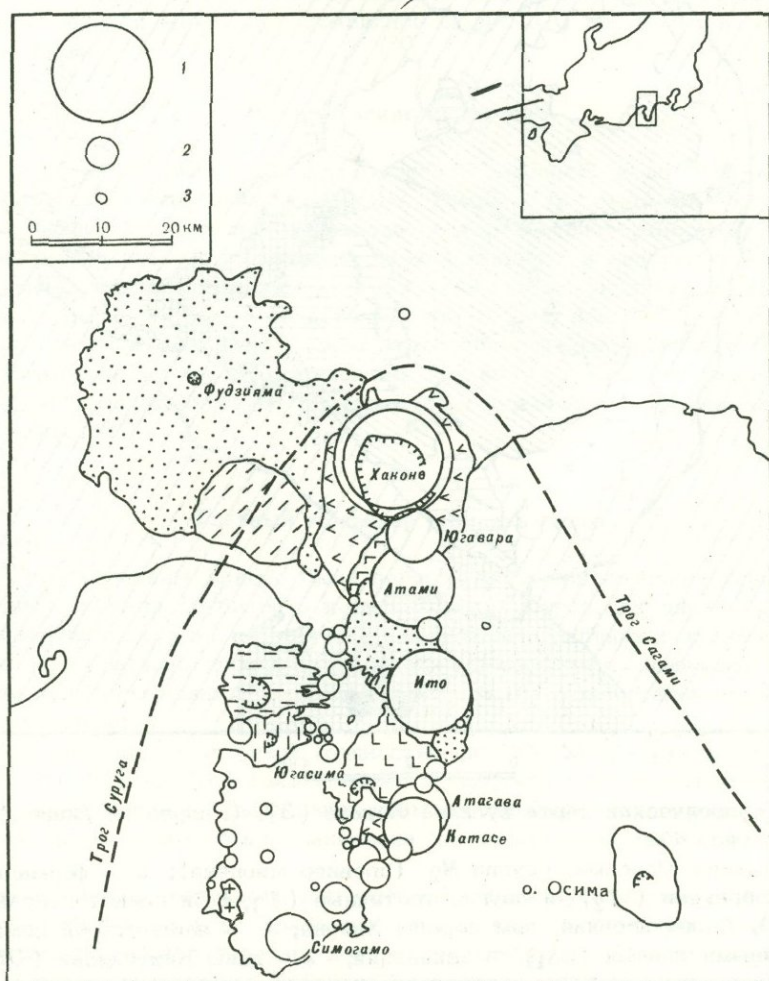 1
2
3
0 10 20 км
Фудзияма
Хаконе
Югавара
Атами
Трог Сагами
Ито
Трог Суруга
Югасима
Атагава
Катасе
о. Осима
Симогамо